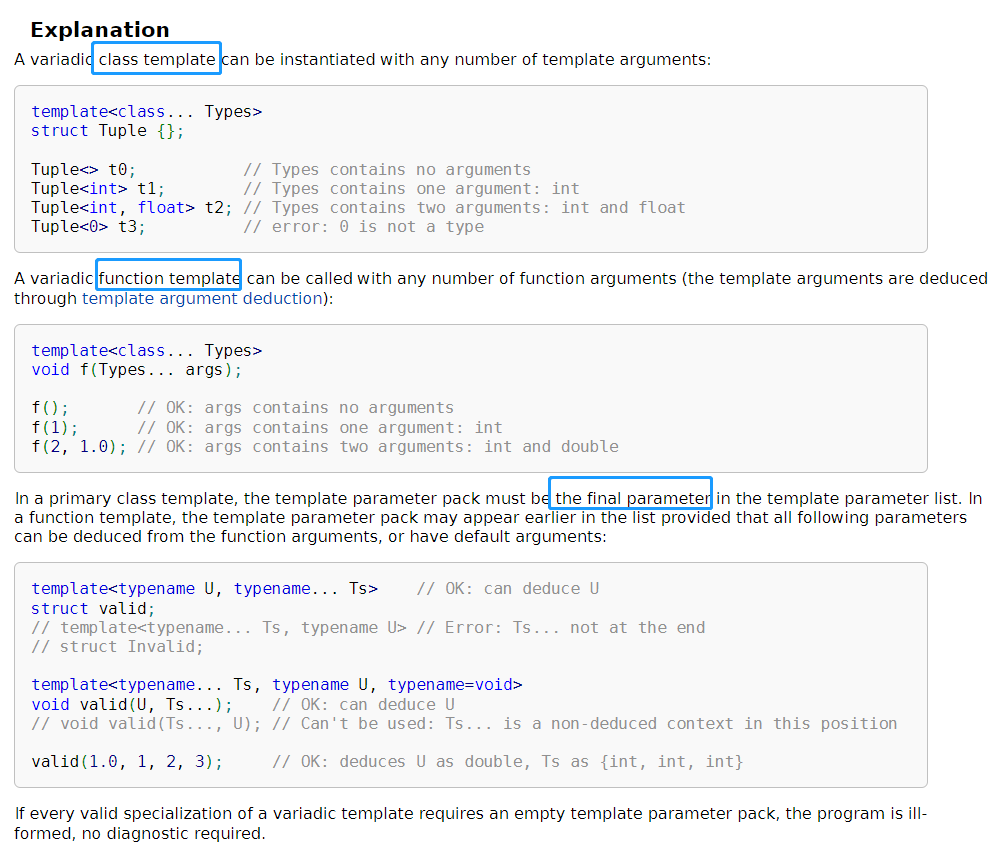 Explanation
A variadic class template can be instantiated with any number of template arguments:
template<class... Types>
struct Tuple {};
Tuple<> t0;           // Types contains no arguments
Tuple<int> t1;        // Types contains one argument: int
Tuple<int, float> t2; // Types contains two arguments: int and float
Tuple<0> t3;          // error: 0 is not a type
A variadic function template can be called with any number of function arguments (the template arguments are deduced
through template argument deduction):
template<class... Types>
void f(Types... args);
f();       // OK: args contains no arguments
f(1);      // OK: args contains one argument: int
f(2, 1.0); // OK: args contains two arguments: int and double
In a primary class template, the template parameter pack must be the final parameter in the template parameter list. In
a function template, the template parameter pack may appear earlier in the list provided that all following parameters
can be deduced from the function arguments, or have default arguments:
template<typename U, typename... Ts>    // OK: can deduce U
struct valid;
// template<typename... Ts, typename U> // Error: Ts... not at the end
// struct Invalid;
template<typename... Ts, typename U, typename=void>
void valid(U, Ts...);    // OK: can deduce U
// void valid(Ts..., U); // Can't be used: Ts... is a non-deduced context in this position
valid(1.0, 1, 2, 3);     // OK: deduces U as double, Ts as {int, int, int}
If every valid specialization of a variadic template requires an empty template parameter pack, the program is ill-
formed, no diagnostic required.